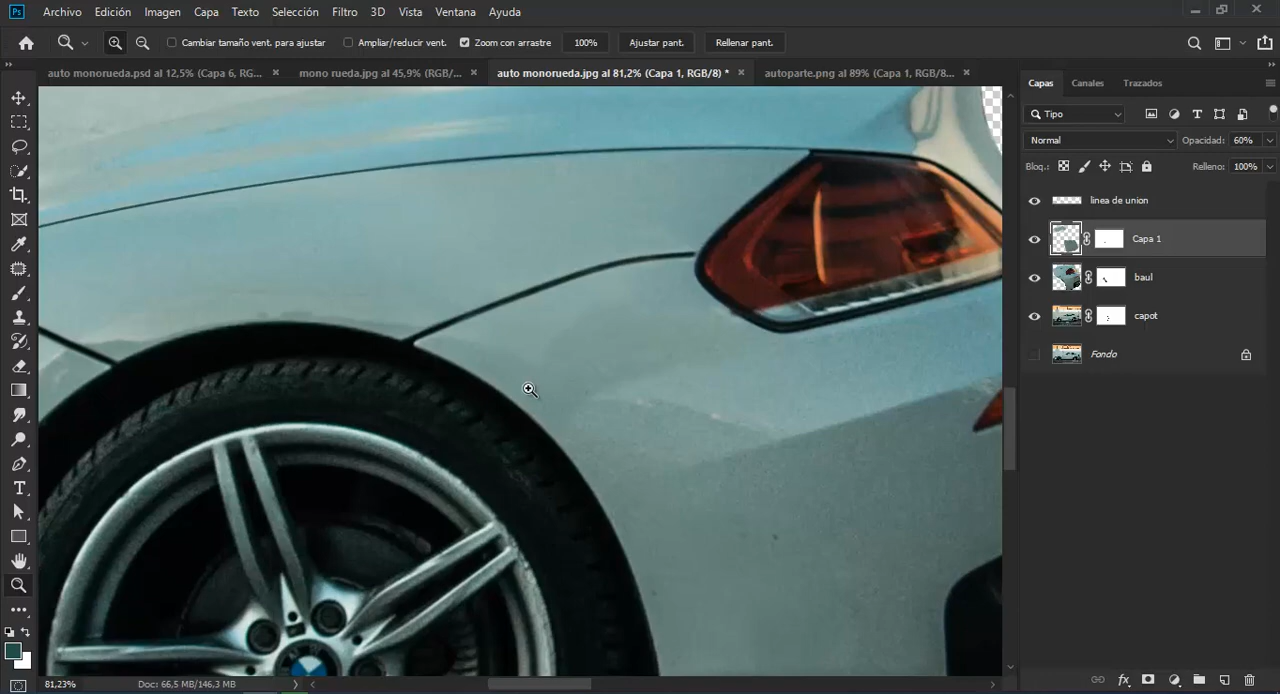 Ps Archivo Edición Imagen Capa Texto Selección Filtro 3D Vista Ventana Ayuda
Cambiar tamaño vent. para ajustar Ampliar/reducir vent. Zoom con arrastre 100% Ajustar pant. Rellenar pant.
auto monorueda.psd al 12,5% (Capa 6, RG... × mono rueda.jpg al 45,9% (RGB/... × auto monorueda.jpg al 81,2% (Capa 1, RGB/8) * × autoparte.png al 89% (Capa 1, RGB/8... ×
Capas Canales Trazados
Tipo
Normal Opacidad: 60%
Bloq.: Relleno: 100%
linea de union
Capa 1
baul
capot
Fondo
81,23% Doc: 66,5 MB/146,3 MB